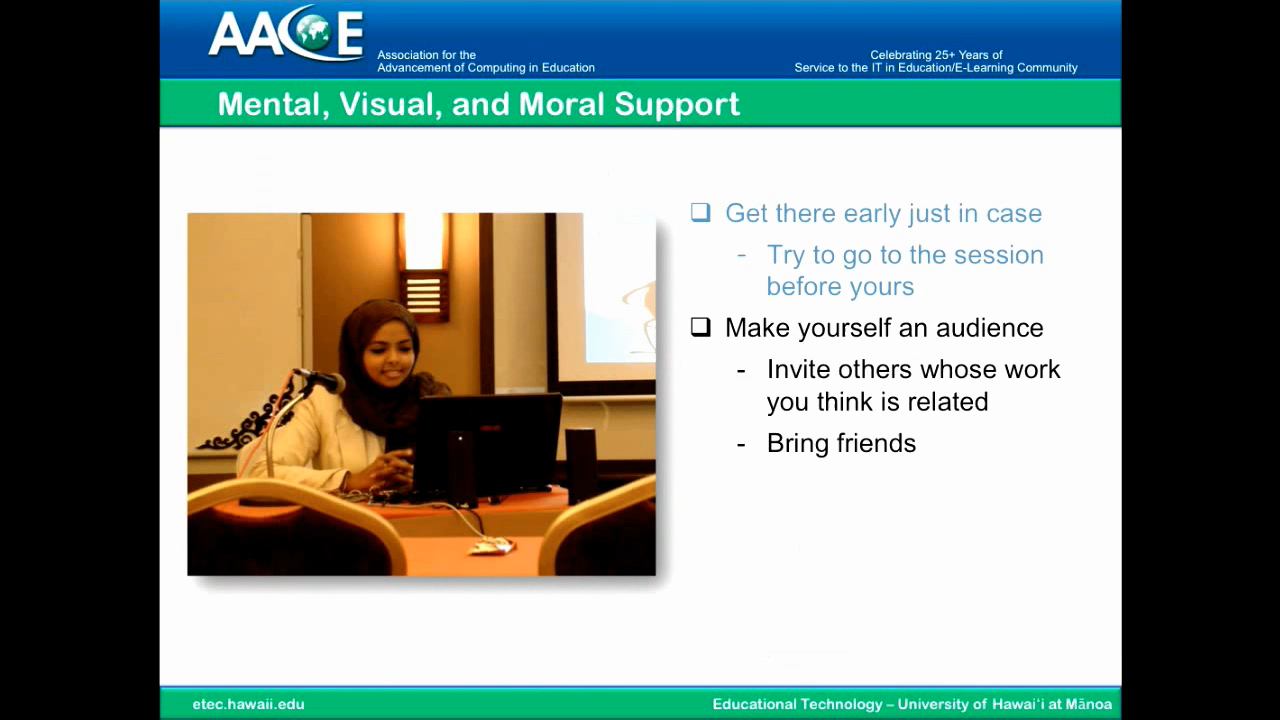 AACE
Association for the
Advancement of Computing in Education
Celebrating 25+ Years of
Service to the IT in Education/E-Learning Community
Mental, Visual, and Moral Support
❑ Get there early just in case
- Try to go to the session
before yours
❑ Make yourself an audience
- Invite others whose work
you think is related
- Bring friends
etec.hawaii.edu
Educational Technology – University of Hawaiʻi at Mānoa